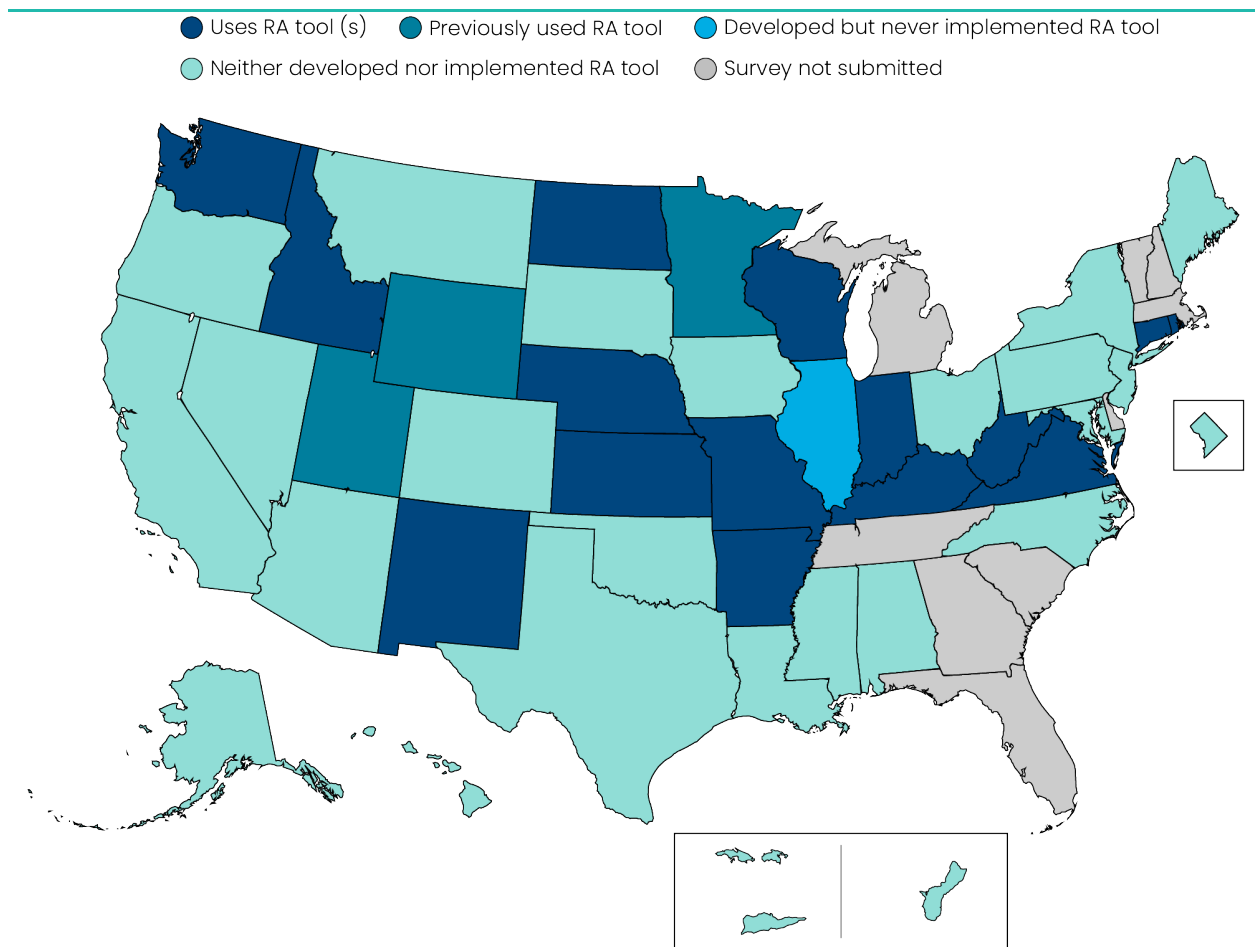 Uses RA tool (s) Previously used RA tool Developed but never implemented RA tool
Neither developed nor implemented RA tool Survey not submitted